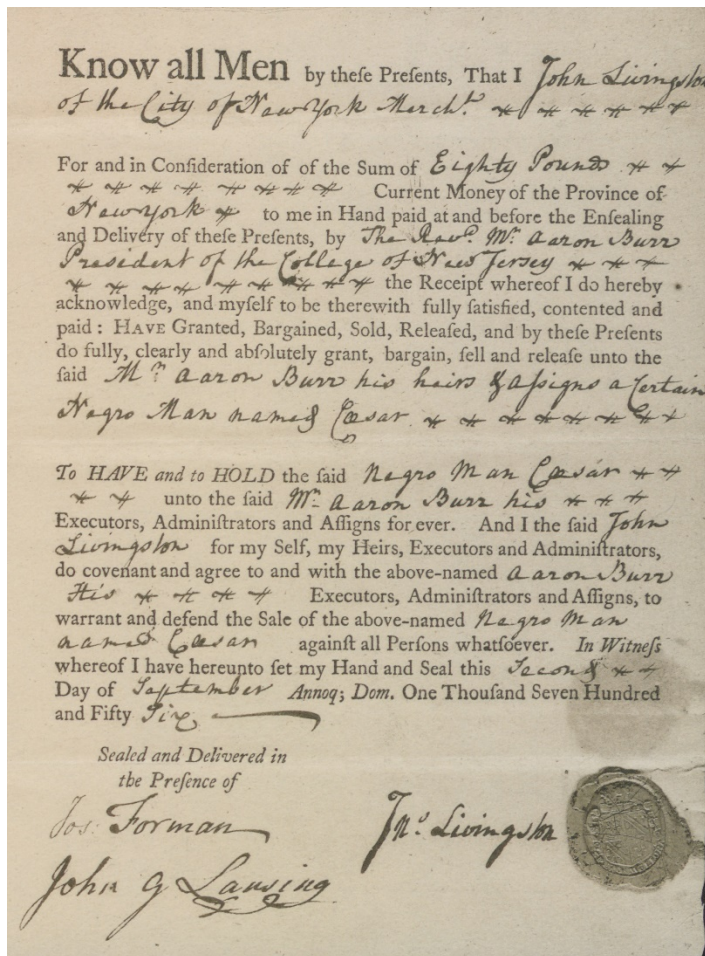 Know all Men by theſe Preſents, That I John Livingston
of the City of New York Mercht.
For and in Conſideration of of the Sum of Eighty Pounds
Current Money of the Province of
New York to me in Hand paid at and before the Enſealing
and Delivery of theſe Preſents, by The Revd. Mr. Aaron Burr
President of the College of New Jersey
the Receipt whereof I do hereby
acknowledge, and myſelf to be therewith fully ſatisfied, contented and
paid : HAVE Granted, Bargained, Sold, Releaſed, and by theſe Preſents
do fully, clearly and abſolutely grant, bargain, ſell and releaſe unto the
ſaid Mr. Aaron Burr his heirs & aſsigns a Certain
Negro Man named Cæsar
To HAVE and to HOLD the ſaid Negro Man Cæsar
unto the ſaid Mr. Aaron Burr his
Executors, Adminiſtrators and Aſſigns for ever. And I the ſaid John
Livingston for my Self, my Heirs, Executors and Adminiſtrators,
do covenant and agree to and with the above-named Aaron Burr
His Executors, Adminiſtrators and Aſſigns, to
warrant and defend the Sale of the above-named Negro Man
named Cæsar againſt all Perſons whatſoever. In Witneſs
whereof I have hereunto ſet my Hand and Seal this Second
Day of September Annoq; Dom. One Thouſand Seven Hundred
and Fifty Six
Sealed and Delivered in
the Preſence of
Jos: Forman
Jno. Livingston
John G Lansing